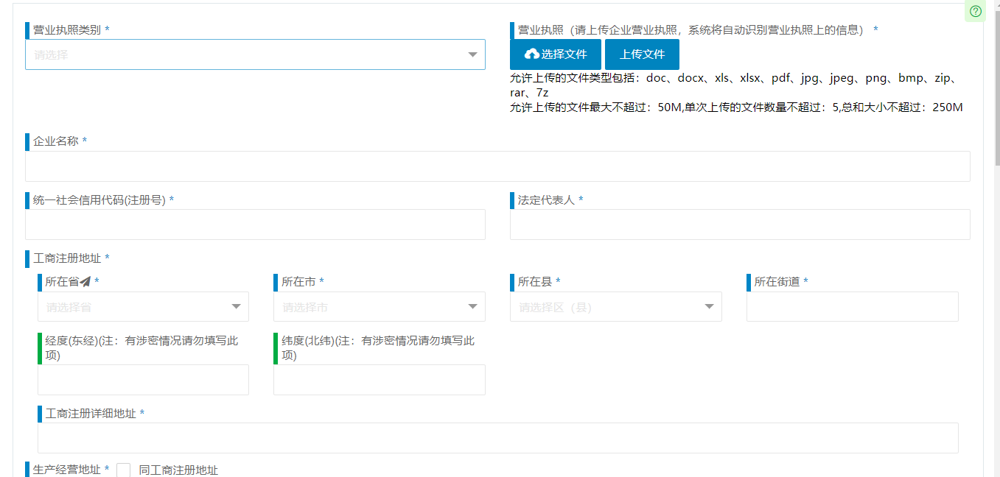 营业执照类别 *
请选择
营业执照（请上传企业营业执照，系统将自动识别营业执照上的信息） *
选择文件
上传文件
允许上传的文件类型包括：doc、docx、xls、xlsx、pdf、jpg、jpeg、png、bmp、zip、
rar、7z
允许上传的文件最大不超过：50M,单次上传的文件数量不超过：5,总和大小不超过：250M
企业名称 *
统一社会信用代码(注册号) *
法定代表人 *
工商注册地址 *
所在省 *
所在市 *
所在县 *
所在街道 *
请选择省
请选择市
请选择区（县）
经度(东经)(注：有涉密情况请勿填写此
项)
纬度(北纬)(注：有涉密情况请勿填写此
项)
工商注册详细地址 *
生产经营地址 *
同工商注册地址